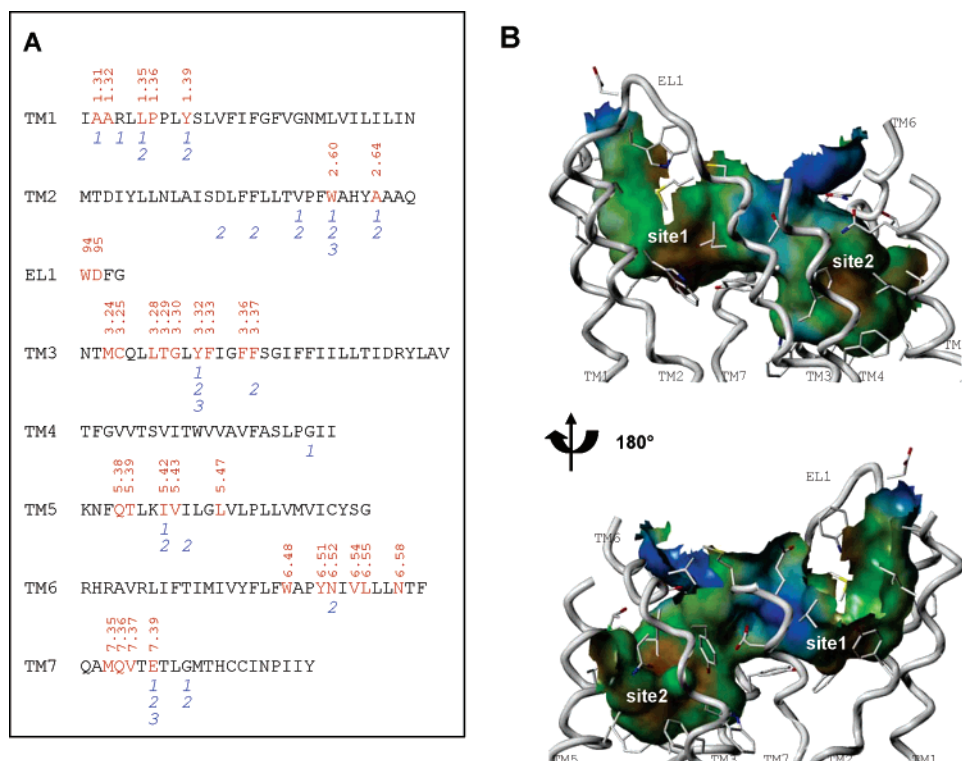 A
1.31 1.32 1.35 1.36 1.39
TM1 IAARLLPPLYSLVFIFGFVGNMLVILILIN
1 1 1 1
2 2
2.60 2.64
TM2 MTDIYLLNLAISDLFFLLTVPFWAHYAAAQ
1 1 1
2 2 2 2 2
3
94 95
EL1 WDFG
3.24 3.25 3.28 3.29 3.30 3.32 3.33 3.36 3.37
TM3 NTMCQLLTGLYFIGFFSGIFFIILLTIDRYLAV
1
2 2
3
TM4 TFGVVTSVITWVVAVFASLPGII
1
5.38 5.39 5.42 5.43 5.47
TM5 KNFQTLKIVILGLVLPLLVMVICYSG
1
2 2
6.48 6.51 6.52 6.54 6.55 6.58
TM6 RHRAVRLIFTIMIVYFLFWAPYNIVLLLNTF
2
7.35 7.36 7.37 7.39
TM7 QAMQVTETLGMTHCCINPIIY
1 1
2 2
3
B
EL1
TM6
site1
site2
TM1 TM2 TM7 TM3 TM4
180°
EL1
TM6
site1
site2
TM5 TM3 TM7 TM2 TM1